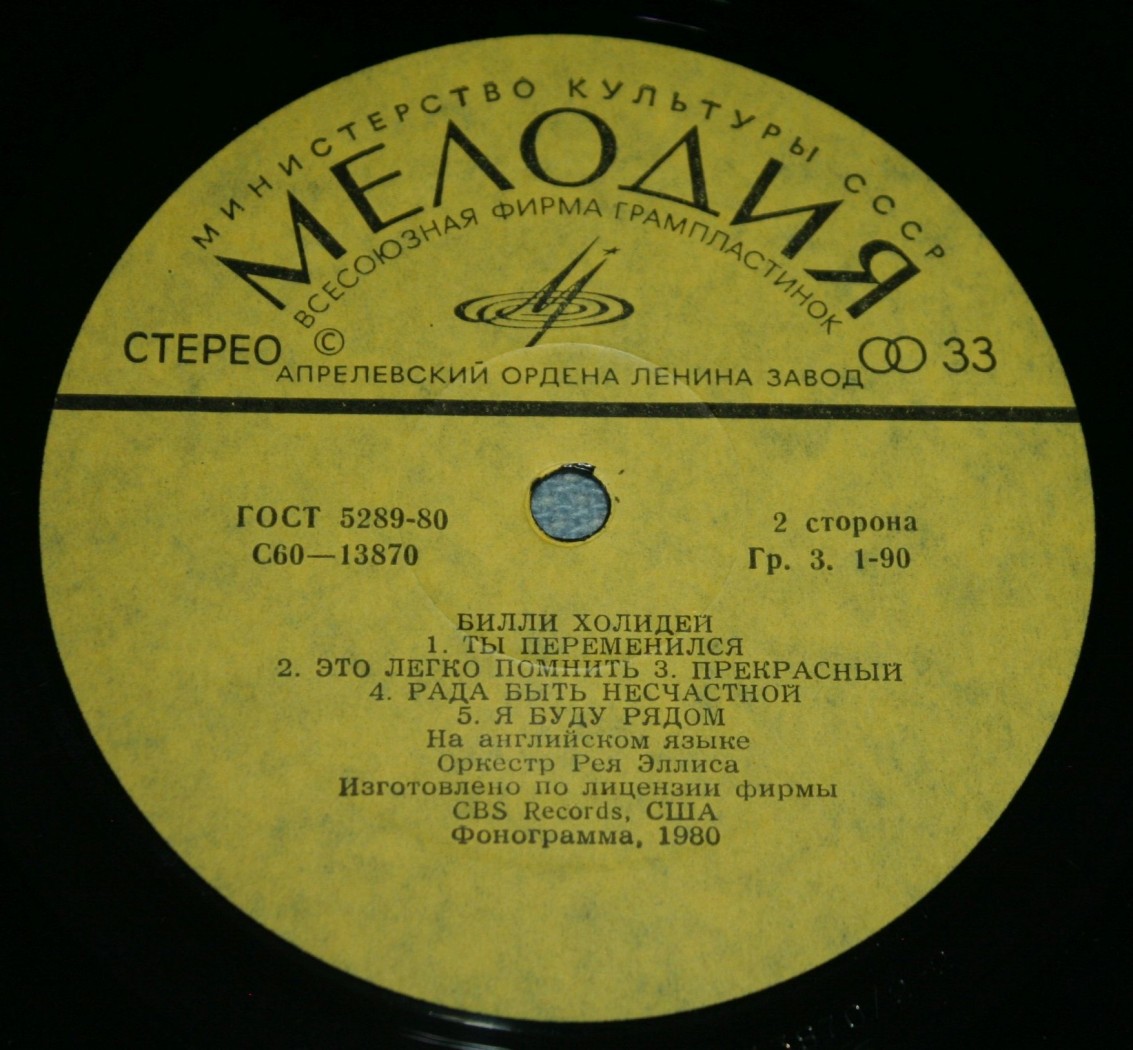 МИНИСТЕРСТВО КУЛЬТУРЫ СССР
МЕЛОДИЯ
ВСЕСОЮЗНАЯ ФИРМА ГРАМПЛАСТИНОК
СТЕРЕО © 33
АПРЕЛЕВСКИЙ ОРДЕНА ЛЕНИНА ЗАВОД
ГОСТ 5289-80 2 сторона
С60—13870 Гр. 3. 1-90
БИЛЛИ ХОЛИДЕЙ
1. ТЫ ПЕРЕМЕНИЛСЯ
2. ЭТО ЛЕГКО ПОМНИТЬ 3. ПРЕКРАСНЫЙ
4. РАДА БЫТЬ НЕСЧАСТНОЙ
5. Я БУДУ РЯДОМ
На английском языке
Оркестр Рея Эллиса
Изготовлено по лицензии фирмы
CBS Records, США
Фонограмма, 1980